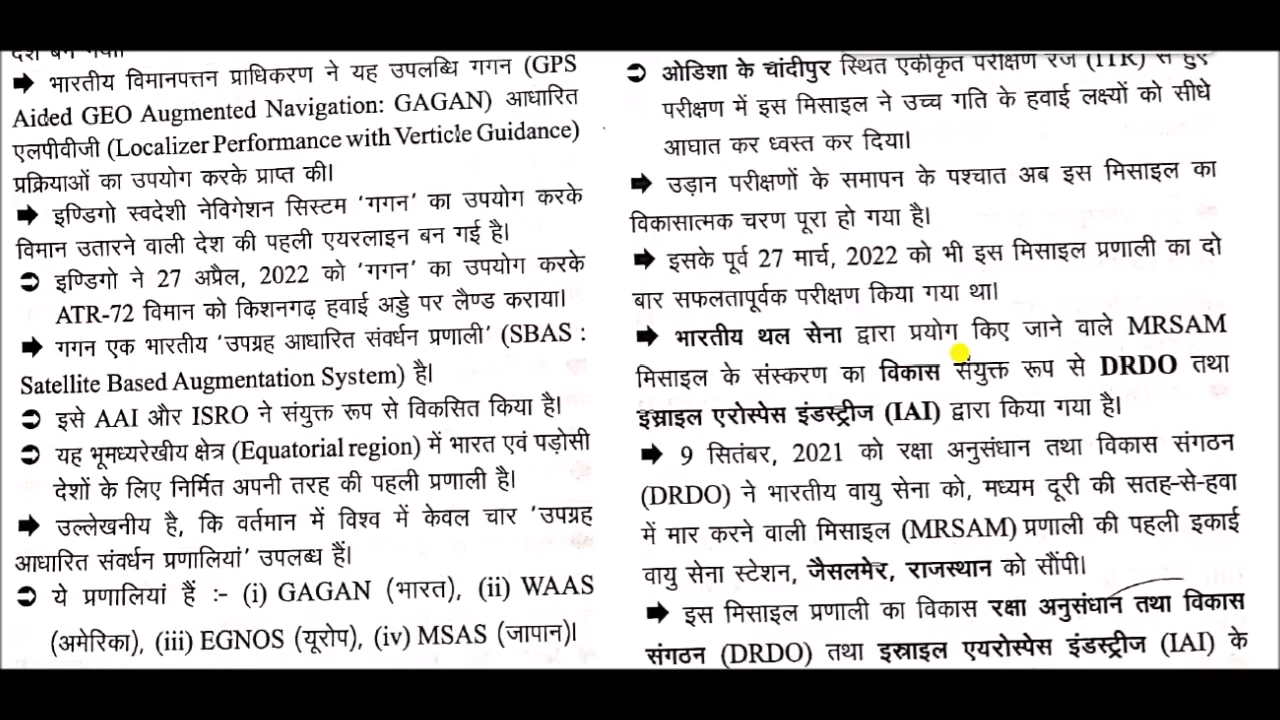 देश बन गया।
➡ भारतीय विमानपत्तन प्राधिकरण ने यह उपलब्धि गगन (GPS
Aided GEO Augmented Navigation: GAGAN) आधारित
एलपीवीजी (Localizer Performance with Verticle Guidance)
प्रक्रियाओं का उपयोग करके प्राप्त की।
➡ इण्डिगो स्वदेशी नेविगेशन सिस्टम ‘गगन’ का उपयोग करके
विमान उतारने वाली देश की पहली एयरलाइन बन गई है।
➲ इण्डिगो ने 27 अप्रैल, 2022 को ‘गगन’ का उपयोग करके
ATR-72 विमान को किशनगढ़ हवाई अड्डे पर लैण्ड कराया।
➡ गगन एक भारतीय ‘उपग्रह आधारित संवर्धन प्रणाली’ (SBAS :
Satellite Based Augmentation System) है।
➲ इसे AAI और ISRO ने संयुक्त रूप से विकसित किया है।
➲ यह भूमध्यरेखीय क्षेत्र (Equatorial region) में भारत एवं पड़ोसी
देशों के लिए निर्मित अपनी तरह की पहली प्रणाली है।
➡ उल्लेखनीय है, कि वर्तमान में विश्व में केवल चार ‘उपग्रह
आधारित संवर्धन प्रणालियां’ उपलब्ध हैं।
➲ ये प्रणालियां हैं :- (i) GAGAN (भारत), (ii) WAAS
(अमेरिका), (iii) EGNOS (यूरोप), (iv) MSAS (जापान)।
➲ ओडिशा के चांदीपुर स्थित एकीकृत परीक्षण रेंज (ITR) से हुए
परीक्षण में इस मिसाइल ने उच्च गति के हवाई लक्ष्यों को सीधे
आघात कर ध्वस्त कर दिया।
➡ उड़ान परीक्षणों के समापन के पश्चात अब इस मिसाइल का
विकासात्मक चरण पूरा हो गया है।
➡ इसके पूर्व 27 मार्च, 2022 को भी इस मिसाइल प्रणाली का दो
बार सफलतापूर्वक परीक्षण किया गया था।
➡ भारतीय थल सेना द्वारा प्रयोग किए जाने वाले MRSAM
मिसाइल के संस्करण का विकास संयुक्त रूप से DRDO तथा
इस्राइल एरोस्पेस इंडस्ट्रीज (IAI) द्वारा किया गया है।
➡ 9 सितंबर, 2021 को रक्षा अनुसंधान तथा विकास संगठन
(DRDO) ने भारतीय वायु सेना को, मध्यम दूरी की सतह-से-हवा
में मार करने वाली मिसाइल (MRSAM) प्रणाली की पहली इकाई
वायु सेना स्टेशन, जैसलमेर, राजस्थान को सौंपी।
➡ इस मिसाइल प्रणाली का विकास रक्षा अनुसंधान तथा विकास
संगठन (DRDO) तथा इस्राइल एयरोस्पेस इंडस्ट्रीज (IAI) के